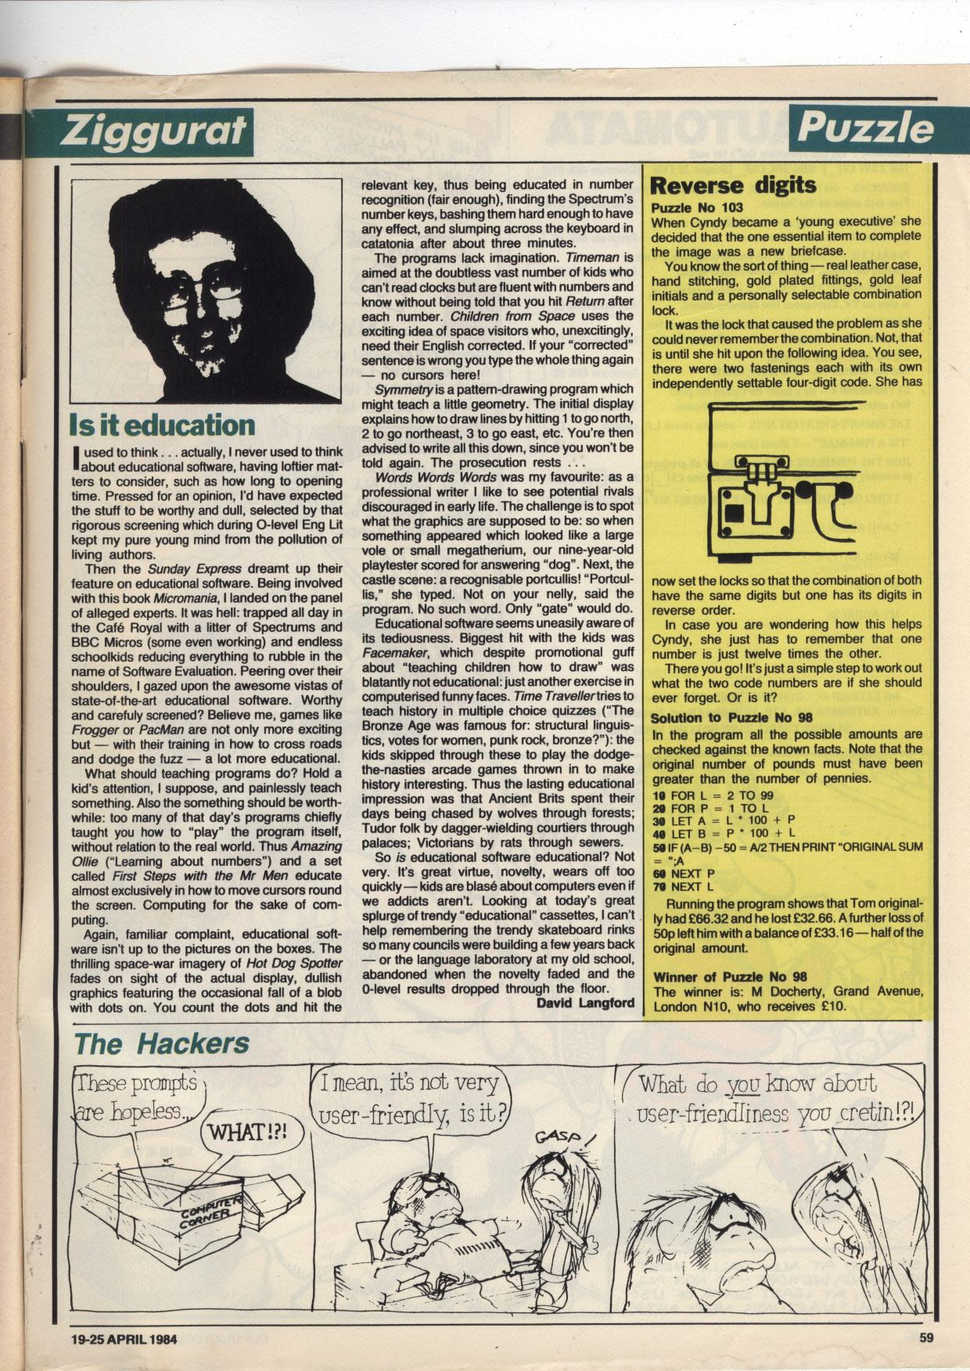 Ziggurat
Puzzle
Is it education
I used to think . . . actually, I never used to think
about educational software, having loftier mat-
ters to consider, such as how long to opening
time. Pressed for an opinion, I'd have expected
the stuff to be worthy and dull, selected by that
rigorous screening which during O-level Eng Lit
kept my pure young mind from the pollution of
living authors.
Then the Sunday Express dreamt up their
feature on educational software. Being involved
with this book Micromania, I landed on the panel
of alleged experts. It was hell: trapped all day in
the Café Royal with a litter of Spectrums and
BBC Micros (some even working) and endless
schoolkids reducing everything to rubble in the
name of Software Evaluation. Peering over their
shoulders, I gazed upon the awesome vistas of
state-of-the-art educational software. Worthy
and carefuly screened? Believe me, games like
Frogger or PacMan are not only more exciting
but — with their training in how to cross roads
and dodge the fuzz — a lot more educational.
What should teaching programs do? Hold a
kid's attention, I suppose, and painlessly teach
something. Also the something should be worth-
while: too many of that day's programs chiefly
taught you how to "play" the program itself,
without relation to the real world. Thus Amazing
Ollie ("Learning about numbers") and a set
called First Steps with the Mr Men educate
almost exclusively in how to move cursors round
the screen. Computing for the sake of com-
puting.
Again, familiar complaint, educational soft-
ware isn't up to the pictures on the boxes. The
thrilling space-war imagery of Hot Dog Spotter
fades on sight of the actual display, dullish
graphics featuring the occasional fall of a blob
with dots on. You count the dots and hit the
relevant key, thus being educated in number
recognition (fair enough), finding the Spectrum's
number keys, bashing them hard enough to have
any effect, and slumping across the keyboard in
catatonia after about three minutes.
The programs lack imagination. Timeman is
aimed at the doubtless vast number of kids who
can't read clocks but are fluent with numbers and
know without being told that you hit Return after
each number. Children from Space uses the
exciting idea of space visitors who, unexcitingly,
need their English corrected. If your "corrected"
sentence is wrong you type the whole thing again
— no cursors here!
Symmetry is a pattern-drawing program which
might teach a little geometry. The initial display
explains how to draw lines by hitting 1 to go north,
2 to go northeast, 3 to go east, etc. You're then
advised to write all this down, since you won't be
told again. The prosecution rests . . .
Words Words Words was my favourite: as a
professional writer I like to see potential rivals
discouraged in early life. The challenge is to spot
what the graphics are supposed to be: so when
something appeared which looked like a large
vole or small megatherium, our nine-year-old
playtester scored for answering "dog". Next, the
castle scene: a recognisable portcullis! "Portcul-
lis," she typed. Not on your nelly, said the
program. No such word. Only "gate" would do.
Educational software seems uneasily aware of
its tediousness. Biggest hit with the kids was
Facemaker, which despite promotional guff
about "teaching children how to draw" was
blatantly not educational: just another exercise in
computerised funny faces. Time Traveller tries to
teach history in multiple choice quizzes ("The
Bronze Age was famous for: structural linguis-
tics, votes for women, punk rock, bronze?"): the
kids skipped through these to play the dodge-
the-nasties arcade games thrown in to make
history interesting. Thus the lasting educational
impression was that Ancient Brits spent their
days being chased by wolves through forests;
Tudor folk by dagger-wielding courtiers through
palaces; Victorians by rats through sewers.
So is educational software educational? Not
very. It's great virtue, novelty, wears off too
quickly — kids are blasé about computers even if
we addicts aren't. Looking at today's great
splurge of trendy "educational" cassettes, I can't
help remembering the trendy skateboard rinks
so many councils were building a few years back
— or the language laboratory at my old school,
abandoned when the novelty faded and the
0-level results dropped through the floor.
David Langford
Reverse digits
Puzzle No 103
When Cyndy became a 'young executive' she
decided that the one essential item to complete
the image was a new briefcase.
You know the sort of thing — real leather case,
hand stitching, gold plated fittings, gold leaf
initials and a personally selectable combination
lock.
It was the lock that caused the problem as she
could never remember the combination. Not, that
is until she hit upon the following idea. You see,
there were two fastenings each with its own
independently settable four-digit code. She has
now set the locks so that the combination of both
have the same digits but one has its digits in
reverse order.
In case you are wondering how this helps
Cyndy, she just has to remember that one
number is just twelve times the other.
There you go! It's just a simple step to work out
what the two code numbers are if she should
ever forget. Or is it?
Solution to Puzzle No 98
In the program all the possible amounts are
checked against the known facts. Note that the
original number of pounds must have been
greater than the number of pennies.
10 FOR L = 2 TO 99
20 FOR P = 1 TO L
30 LET A = L * 100 + P
40 LET B = P * 100 + L
50 IF (A-B) -50 = A/2 THEN PRINT "ORIGINAL SUM
= ";A
60 NEXT P
70 NEXT L
Running the program shows that Tom original-
ly had £66.32 and he lost £32.66. A further loss of
50p left him with a balance of £33.16 — half of the
original amount.
Winner of Puzzle No 98
The winner is: M Docherty, Grand Avenue,
London N10, who receives £10.
The Hackers
These prompts
are hopeless...
WHAT!?!
COMPUTER
CORNER
I mean, it's not very
user-friendly, is it?
GASP!
What do you know about
user-friendliness you cretin!?!
19-25 APRIL 1984
59